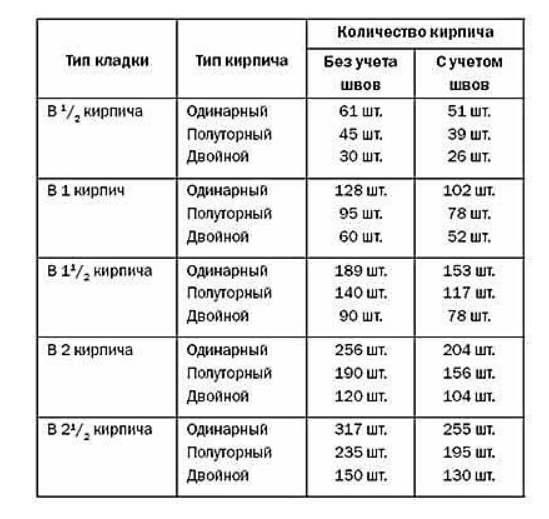 Тип кладки Тип кирпича Количество кирпича
Без учета швов С учетом швов
В 1/2 кирпича Одинарный 61 шт. 51 шт.
Полуторный 45 шт. 39 шт.
Двойной 30 шт. 26 шт.
В 1 кирпич Одинарный 128 шт. 102 шт.
Полуторный 95 шт. 78 шт.
Двойной 60 шт. 52 шт.
В 1 1/2 кирпича Одинарный 189 шт. 153 шт.
Полуторный 140 шт. 117 шт.
Двойной 90 шт. 78 шт.
В 2 кирпича Одинарный 256 шт. 204 шт.
Полуторный 190 шт. 156 шт.
Двойной 120 шт. 104 шт.
В 2 1/2 кирпича Одинарный 317 шт. 255 шт.
Полуторный 235 шт. 195 шт.
Двойной 150 шт. 130 шт.